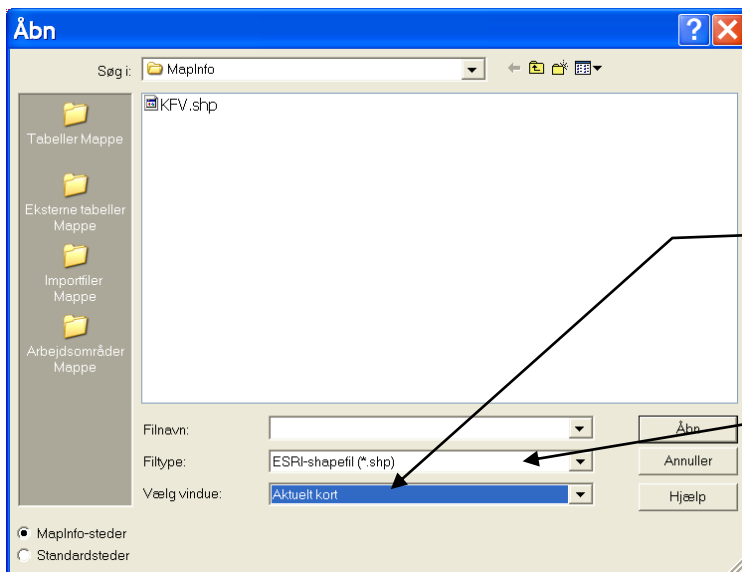 Åbn
Søg i:
MapInfo
KFV.shp
Tabeller Mappe
Eksterne tabeller
Mappe
Importfiler
Mappe
Arbejdsområder
Mappe
Filnavn:
Åbn
Filtype:
ESRI-shapefil (*.shp)
Annuller
Vælg vindue:
Aktuelt kort
Hjælp
MapInfo-steder
Standardsteder